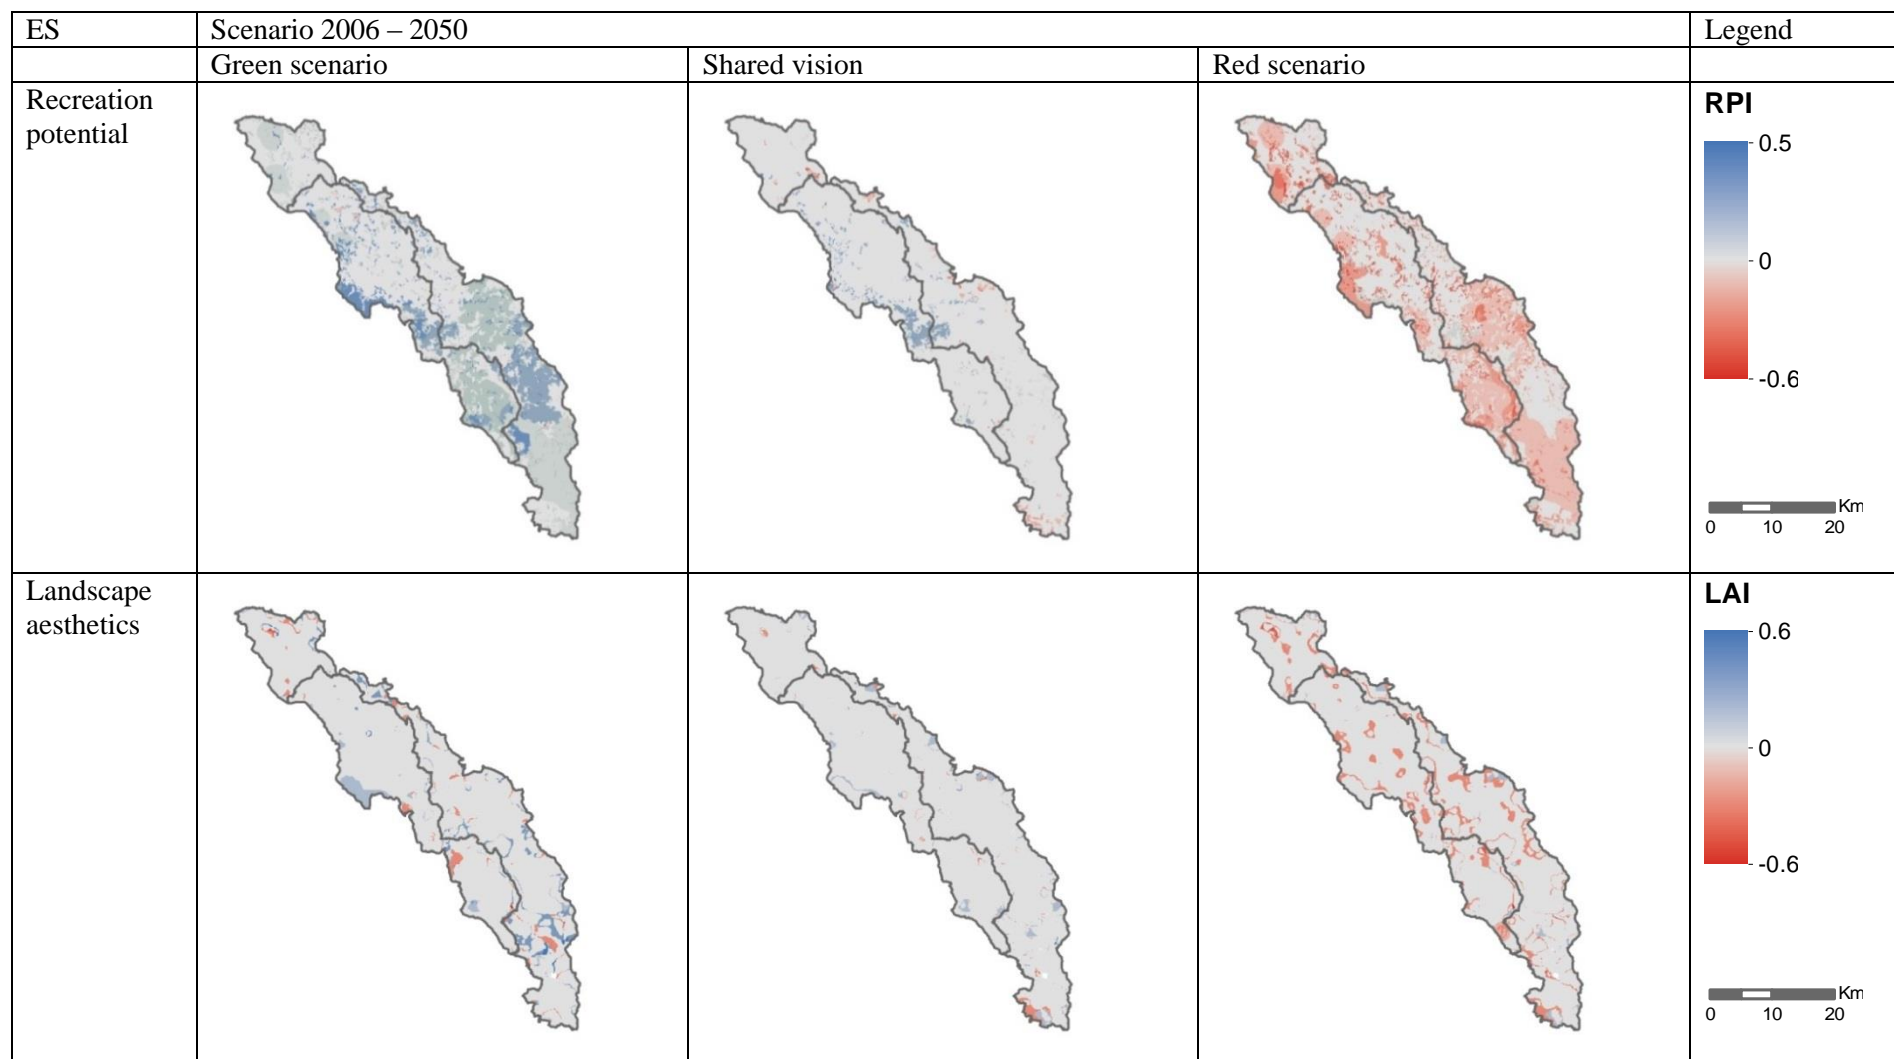 ES
Scenario 2006 – 2050
Legend
Green scenario
Shared vision
Red scenario
Recreation
potential
RPI
0.5
0
-0.6
Km
0 10 20
Landscape
aesthetics
LAI
0.6
0
-0.6
Km
0 10 20